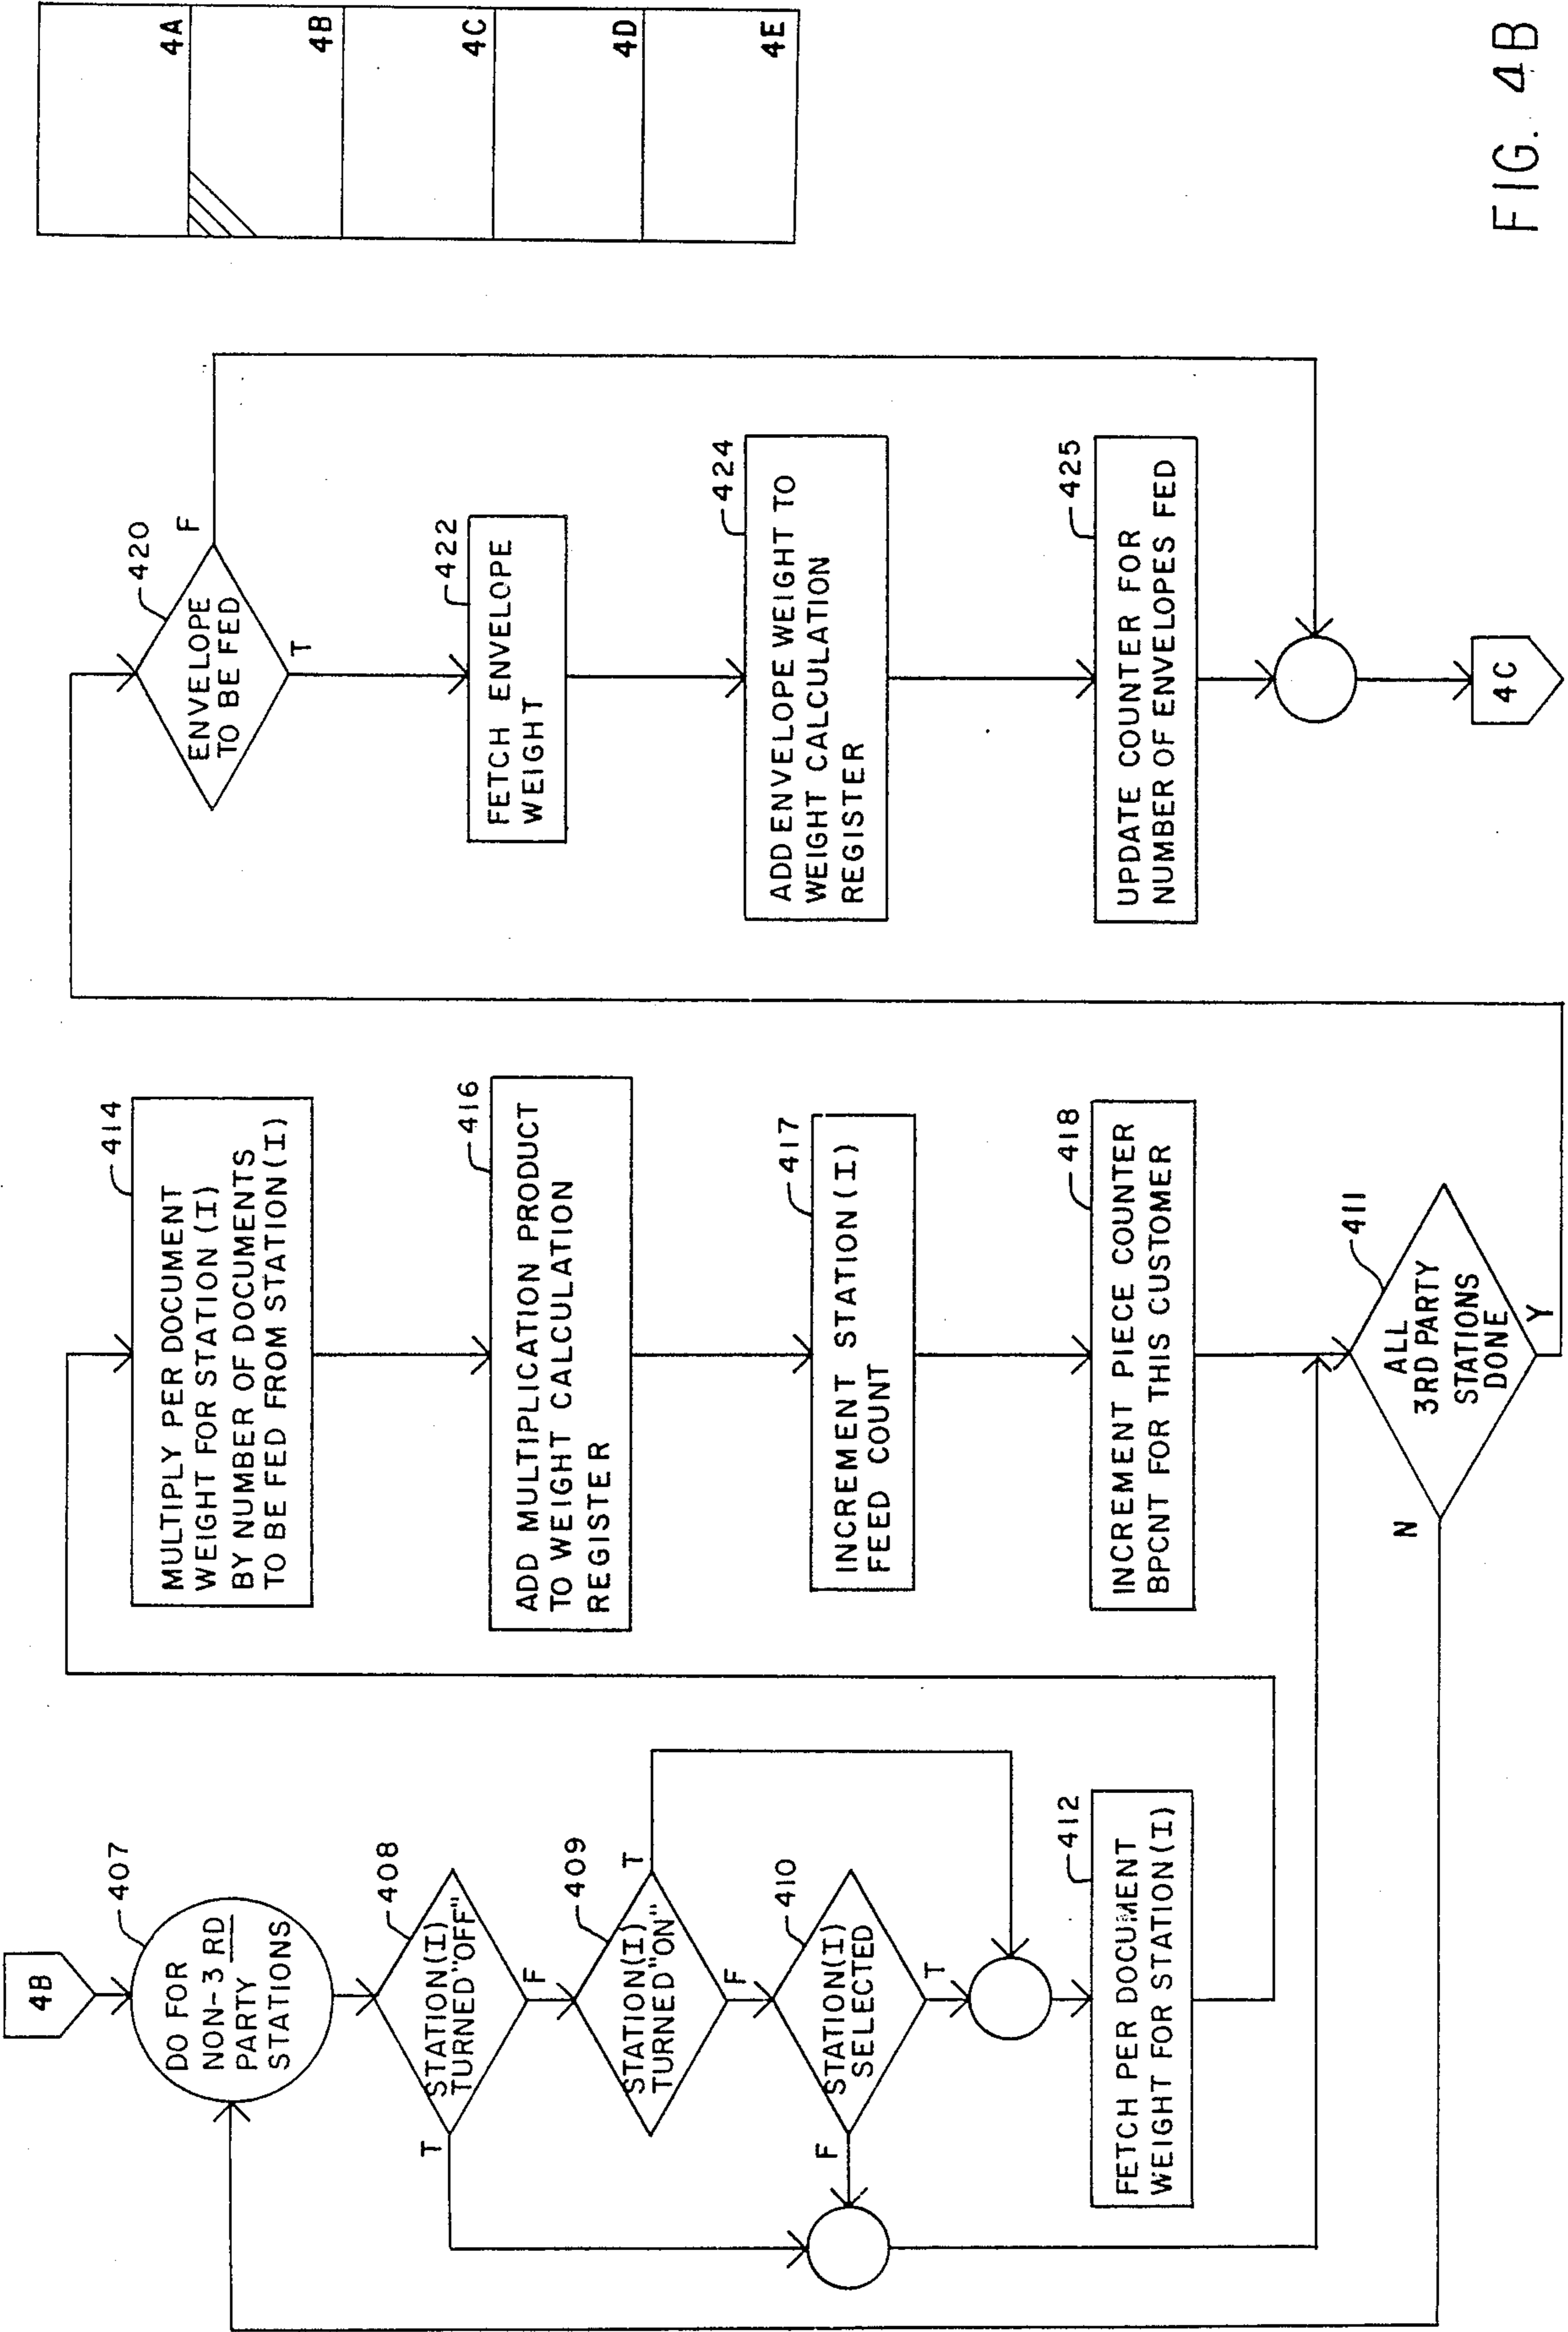 4B
407
DO FOR
NON-3 RD
PARTY
STATIONS
408
STATION(I)
TURNED "OFF"
T
F
409
STATION(I)
TURNED "ON"
T
F
410
STATION(I)
SELECTED
F
T
412
FETCH PER DOCUMENT
WEIGHT FOR STATION(I)
414
MULTIPLY PER DOCUMENT
WEIGHT FOR STATION (I)
BY NUMBER OF DOCUMENTS
TO BE FED FROM STATION(I)
416
ADD MULTIPLICATION PRODUCT
TO WEIGHT CALCULATION
REGISTER
417
INCREMENT STATION(I)
FEED COUNT
418
INCREMENT PIECE COUNTER
BPCNT FOR THIS CUSTOMER
411
ALL
3RD PARTY
STATIONS
DONE
N
Y
420
ENVELOPE
TO BE FED
F
T
422
FETCH ENVELOPE
WEIGHT
424
ADD ENVELOPE WEIGHT TO
WEIGHT CALCULATION
REGISTER
425
UPDATE COUNTER FOR
NUMBER OF ENVELOPES FED
4C
4A
4B
4C
4D
4E
FIG. 4B